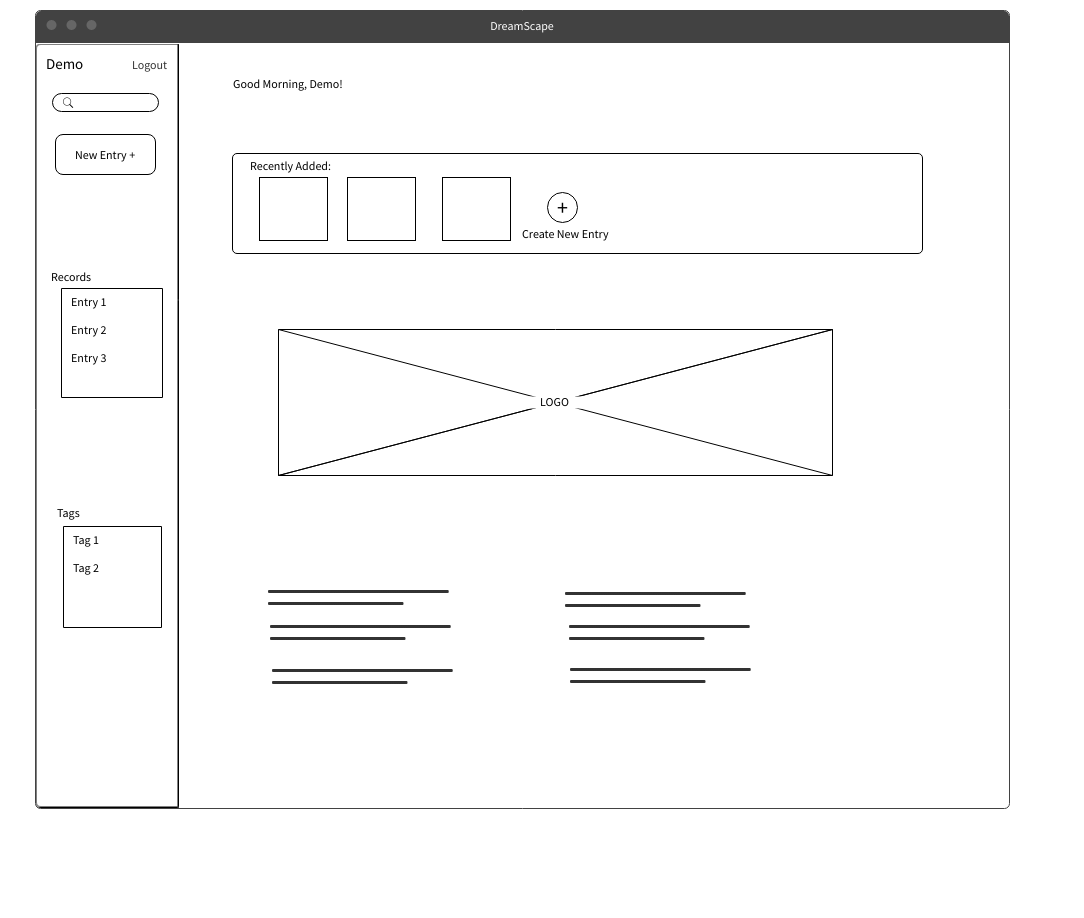 DreamScape
Demo
Logout
New Entry +
Records
Entry 1
Entry 2
Entry 3
Tags
Tag 1
Tag 2
Good Morning, Demo!
Recently Added:
+
Create New Entry
LOGO